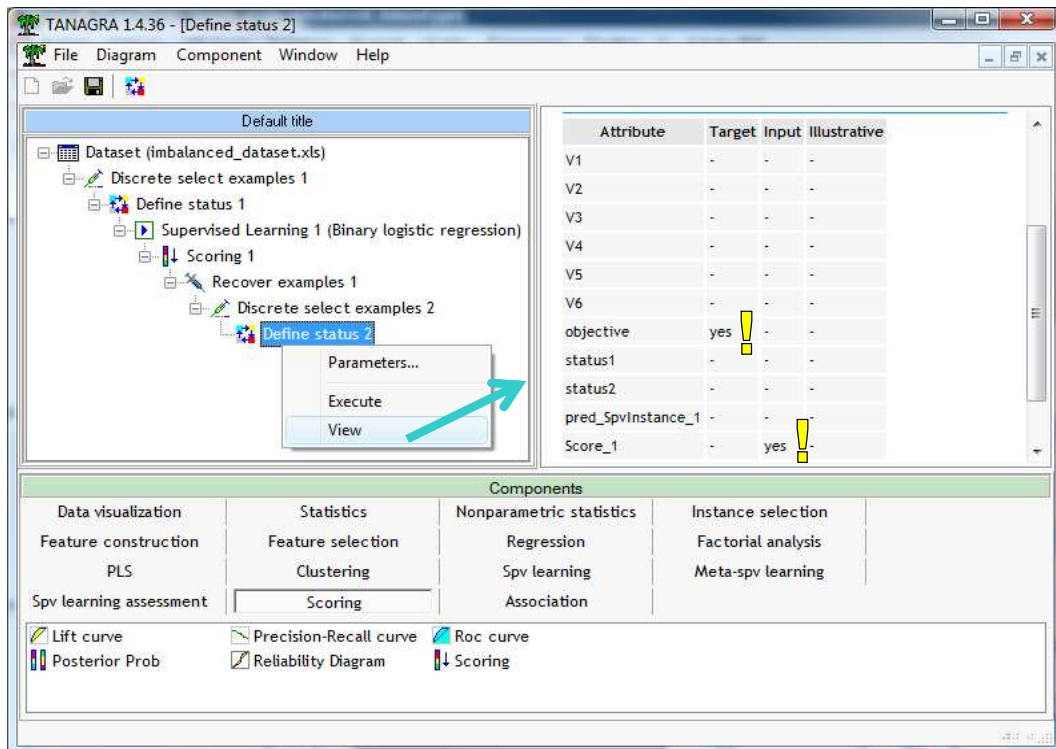 TANAGRA 1.4.36 - [Define status 2]
File Diagram Component Window Help
Default title
Dataset (imbalanced_dataset.xls)
Discrete select examples 1
Define status 1
Supervised Learning 1 (Binary logistic regression)
Scoring 1
Recover examples 1
Discrete select examples 2
Define status 2
Parameters...
Execute
View
Attribute Target Input Illustrative
V1 - - -
V2 - - -
V3 - - -
V4 - - -
V5 - - -
V6 - - -
objective yes ! - -
status1 - - -
status2 - - -
pred_SpvInstance_1 - - -
Score_1 - yes ! -
Components
Data visualization Statistics Nonparametric statistics Instance selection
Feature construction Feature selection Regression Factorial analysis
PLS Clustering Spv learning Meta-spv learning
Spv learning assessment Scoring Association
Lift curve Precision-Recall curve Roc curve
Posterior Prob Reliability Diagram Scoring